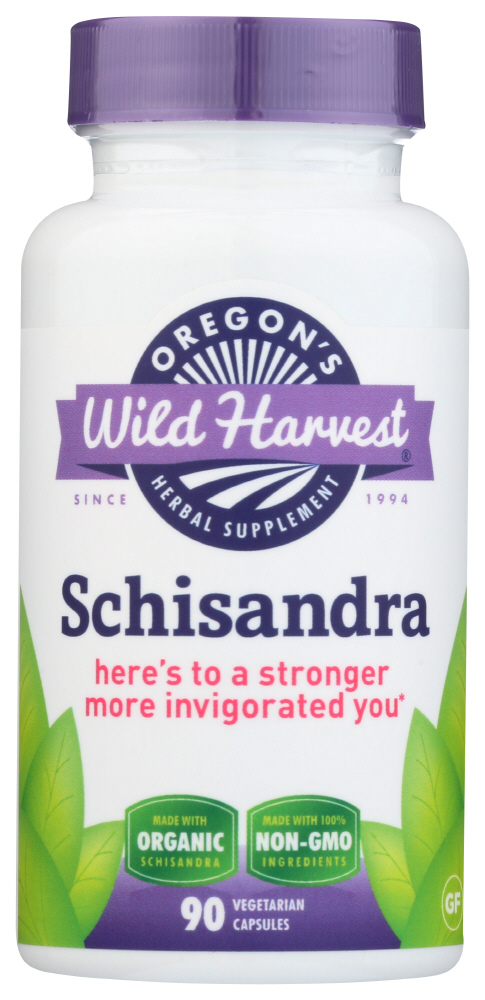 OREGON'S
Wild Harvest®
HERBAL SUPPLEMENT
SINCE 1994
Schisandra
here's to a stronger
more invigorated you*
MADE WITH
ORGANIC
SCHISANDRA
MADE WITH 100%
NON-GMO
INGREDIENTS
90 VEGETARIAN
CAPSULES
GF